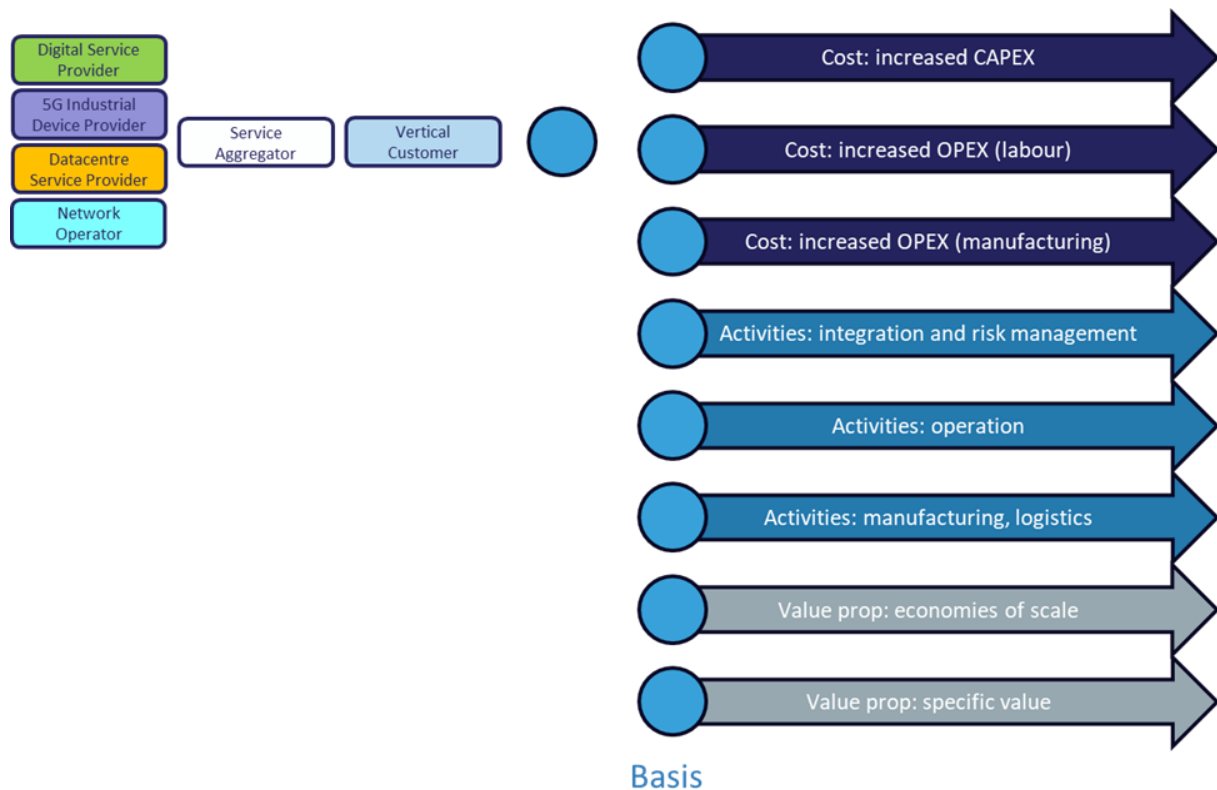 Digital Service
Provider
5G Industrial
Device Provider
Datacentre
Service Provider
Network
Operator
Service
Aggregator
Vertical
Customer
Cost: increased CAPEX
Cost: increased OPEX (labour)
Cost: increased OPEX (manufacturing)
Activities: integration and risk management
Activities: operation
Activities: manufacturing, logistics
Value prop: economies of scale
Value prop: specific value
Basis